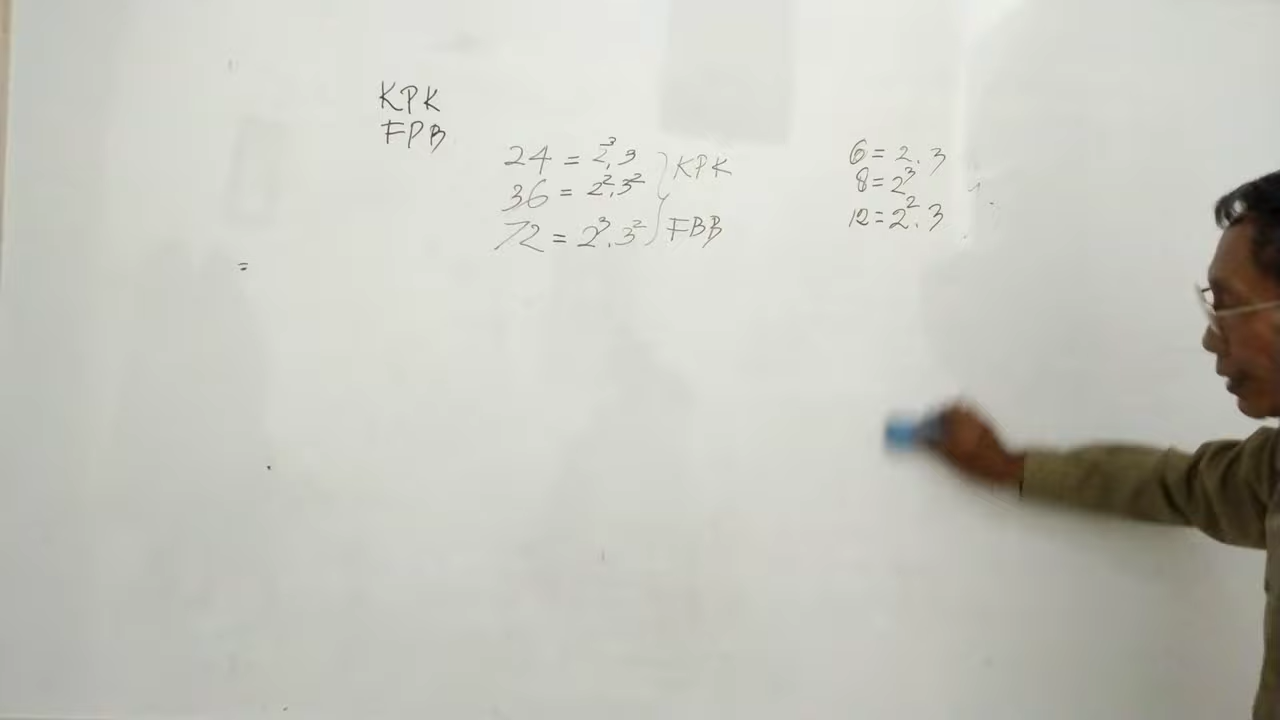 KPK
FPB
24 = 2³.3
36 = 2².3²
72 = 2³.3²
KPK
FBB
6 = 2.3
8 = 2³
12 = 2².3
=